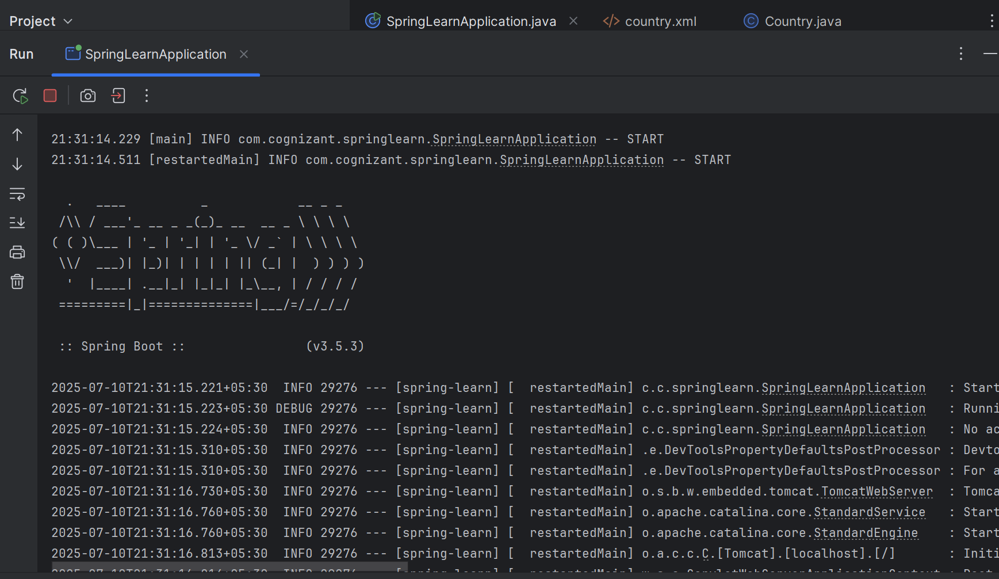 Project
SpringLearnApplication.java
country.xml
Country.java
Run
SpringLearnApplication
21:31:14.229 [main] INFO com.cognizant.springlearn.SpringLearnApplication -- START
21:31:14.511 [restartedMain] INFO com.cognizant.springlearn.SpringLearnApplication -- START
  .   ____          _            __ _ _
 /\\ / ___'_ __ _ _(_)_ __  __ _ \ \ \ \
( ( )\___ | '_ | '_| | '_ \/ _` | \ \ \ \
 \\/  ___)| |_)| | | | | || (_| |  ) ) ) )
  '  |____| .__|_| |_|_| |_\__, | / / / /
 =========|_|==============|___/=/_/_/_/
 :: Spring Boot ::                (v3.5.3)
2025-07-10T21:31:15.221+05:30  INFO 29276 --- [spring-learn] [  restartedMain] c.c.springlearn.SpringLearnApplication   : Start
2025-07-10T21:31:15.223+05:30 DEBUG 29276 --- [spring-learn] [  restartedMain] c.c.springlearn.SpringLearnApplication   : Runni
2025-07-10T21:31:15.224+05:30  INFO 29276 --- [spring-learn] [  restartedMain] c.c.springlearn.SpringLearnApplication   : No ac
2025-07-10T21:31:15.310+05:30  INFO 29276 --- [spring-learn] [  restartedMain] .e.DevToolsPropertyDefaultsPostProcessor : Devto
2025-07-10T21:31:15.310+05:30  INFO 29276 --- [spring-learn] [  restartedMain] .e.DevToolsPropertyDefaultsPostProcessor : For a
2025-07-10T21:31:16.730+05:30  INFO 29276 --- [spring-learn] [  restartedMain] o.s.b.w.embedded.tomcat.TomcatWebServer  : Tomca
2025-07-10T21:31:16.760+05:30  INFO 29276 --- [spring-learn] [  restartedMain] o.apache.catalina.core.StandardService   : Start
2025-07-10T21:31:16.760+05:30  INFO 29276 --- [spring-learn] [  restartedMain] o.apache.catalina.core.StandardEngine    : Start
2025-07-10T21:31:16.813+05:30  INFO 29276 --- [spring-learn] [  restartedMain] o.a.c.c.C.[Tomcat].[localhost].[/]       : Initi